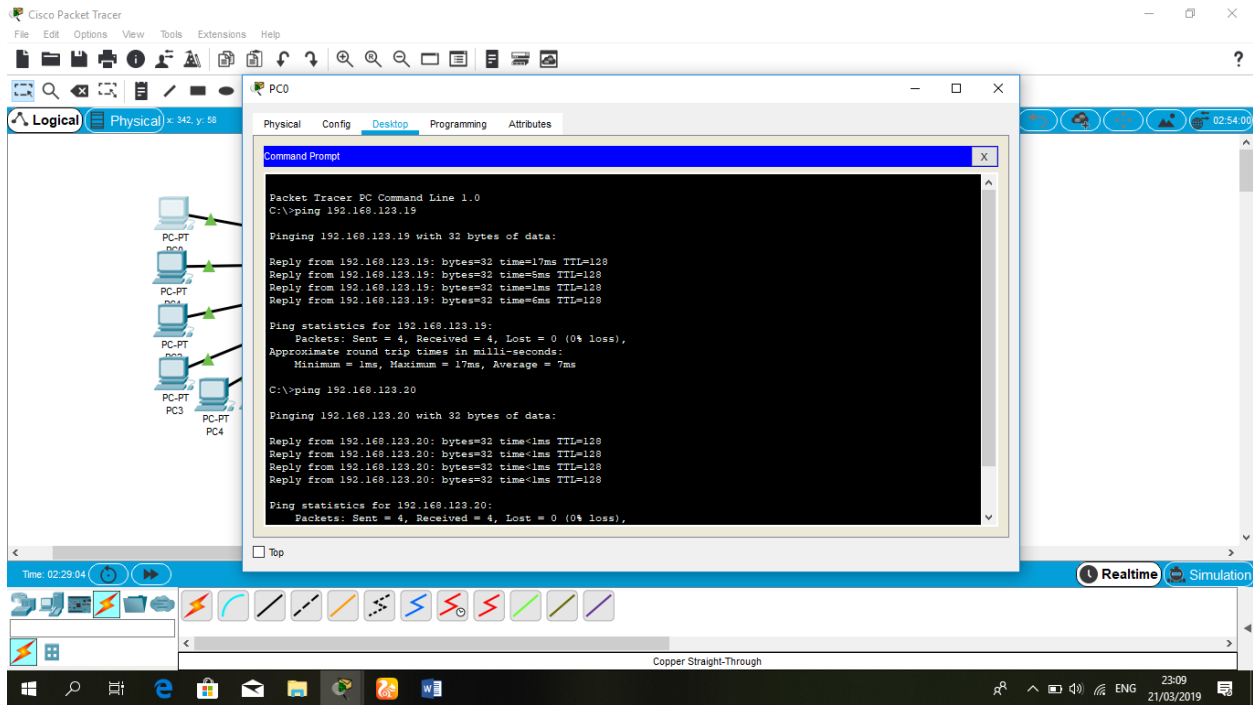 Cisco Packet Tracer
File Edit Options View Tools Extensions Help
?
PC0
Logical Physical x: 342, y: 58
02:54:00
Physical Config Desktop Programming Attributes
Command Prompt
X
Packet Tracer PC Command Line 1.0
C:\>ping 192.168.123.19
Pinging 192.168.123.19 with 32 bytes of data:
Reply from 192.168.123.19: bytes=32 time=17ms TTL=128
Reply from 192.168.123.19: bytes=32 time=5ms TTL=128
Reply from 192.168.123.19: bytes=32 time=1ms TTL=128
Reply from 192.168.123.19: bytes=32 time=6ms TTL=128
Ping statistics for 192.168.123.19:
Packets: Sent = 4, Received = 4, Lost = 0 (0% loss),
Approximate round trip times in milli-seconds:
Minimum = 1ms, Maximum = 17ms, Average = 7ms
C:\>ping 192.168.123.20
Pinging 192.168.123.20 with 32 bytes of data:
Reply from 192.168.123.20: bytes=32 time<1ms TTL=128
Reply from 192.168.123.20: bytes=32 time<1ms TTL=128
Reply from 192.168.123.20: bytes=32 time<1ms TTL=128
Reply from 192.168.123.20: bytes=32 time<1ms TTL=128
Ping statistics for 192.168.123.20:
Packets: Sent = 4, Received = 4, Lost = 0 (0% loss),
PC-PT
PC0
PC-PT
PC-PT
PC-PT
PC3
PC-PT
PC4
Top
Time: 02:29:04
Realtime
Simulation
Copper Straight-Through
ENG
23:09
21/03/2019